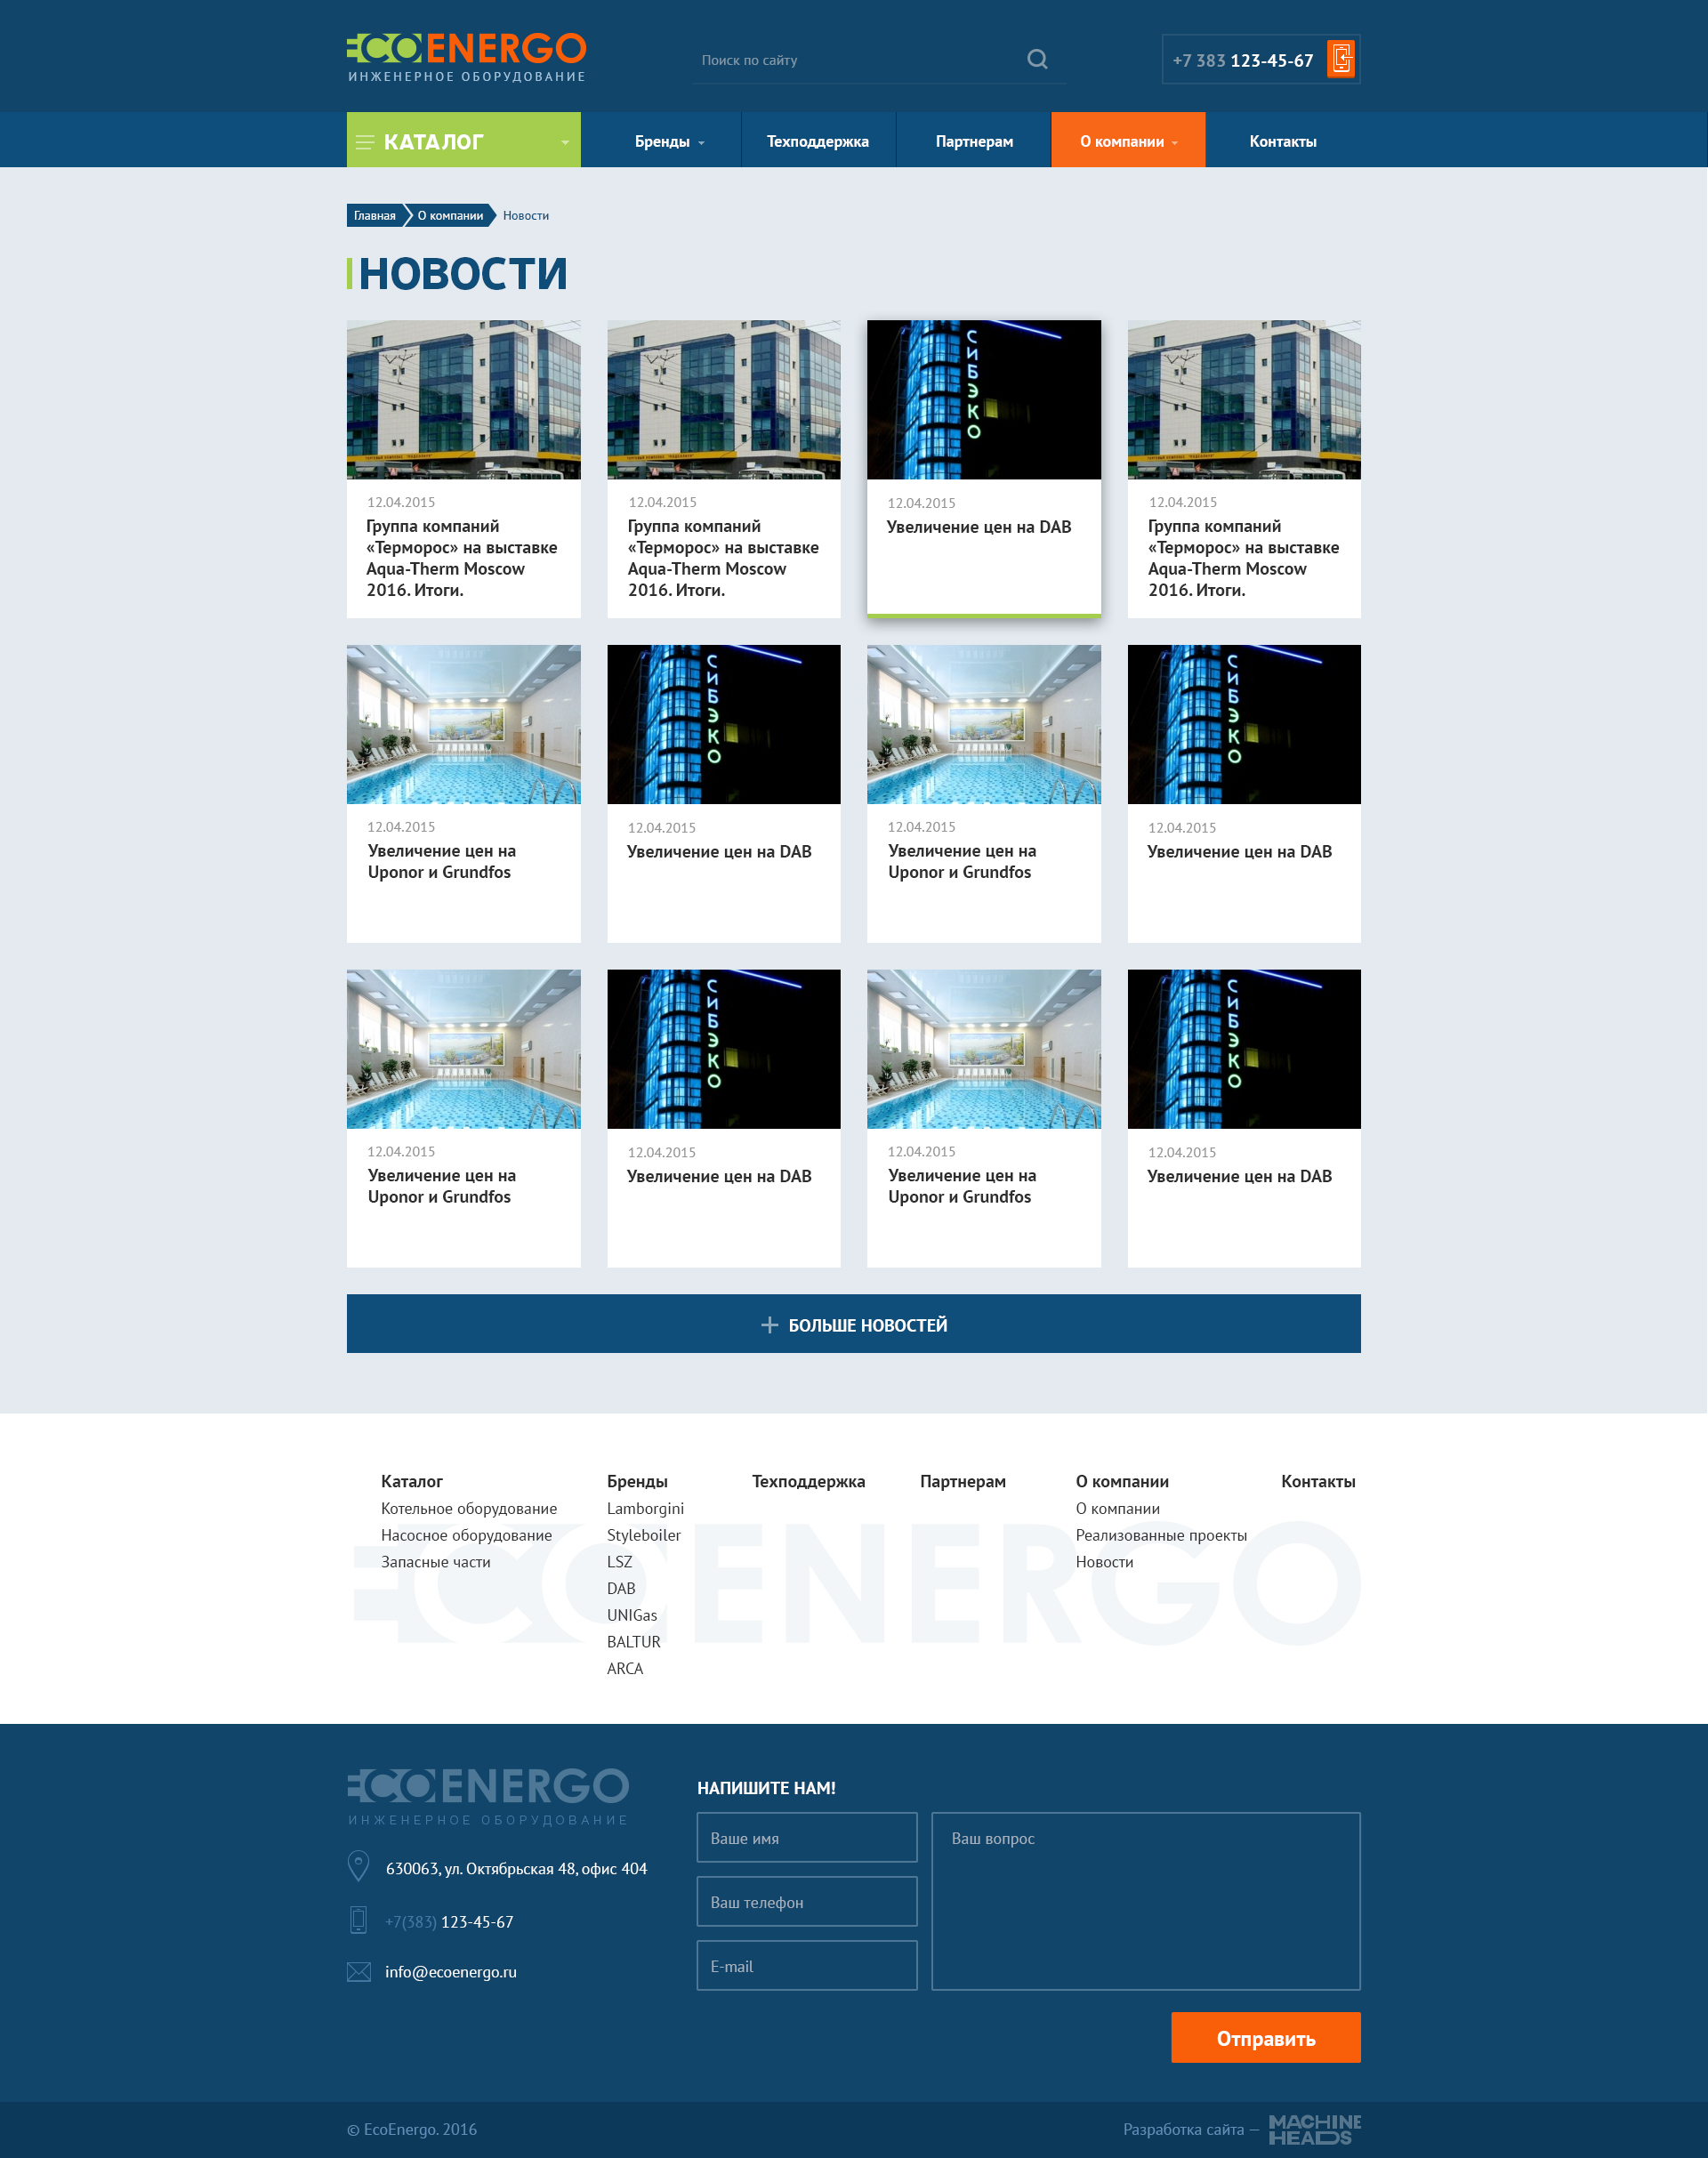 ECOENERGO
ИНЖЕНЕРНОЕ ОБОРУДОВАНИЕ
Поиск по сайту
+7 383 123-45-67
КАТАЛОГ
Бренды
Техподдержка
Партнерам
О компании
Контакты
Главная
О компании
Новости
НОВОСТИ
СИБЭКО
12.04.2015
Группа компаний
«Терморос» на выставке
Aqua-Therm Moscow
2016. Итоги.
12.04.2015
Группа компаний
«Терморос» на выставке
Aqua-Therm Moscow
2016. Итоги.
12.04.2015
Увеличение цен на DAB
12.04.2015
Группа компаний
«Терморос» на выставке
Aqua-Therm Moscow
2016. Итоги.
СИБЭКО
СИБЭКО
12.04.2015
Увеличение цен на
Uponor и Grundfos
12.04.2015
Увеличение цен на DAB
12.04.2015
Увеличение цен на
Uponor и Grundfos
12.04.2015
Увеличение цен на DAB
СИБЭКО
СИБЭКО
12.04.2015
Увеличение цен на
Uponor и Grundfos
12.04.2015
Увеличение цен на DAB
12.04.2015
Увеличение цен на
Uponor и Grundfos
12.04.2015
Увеличение цен на DAB
БОЛЬШЕ НОВОСТЕЙ
ECOENERGO
Каталог
Котельное оборудование
Насосное оборудование
Запасные части
Бренды
Lamborgini
Styleboiler
LSZ
DAB
UNIGas
BALTUR
ARCA
Техподдержка
Партнерам
О компании
О компании
Реализованные проекты
Новости
Контакты
ECOENERGO
ИНЖЕНЕРНОЕ ОБОРУДОВАНИЕ
630063, ул. Октябрьская 48, офис 404
+7(383) 123-45-67
info@ecoenergo.ru
НАПИШИТЕ НАМ!
Ваше имя
Ваш телефон
E-mail
Ваш вопрос
Отправить
© EcoEnergo. 2016
Разработка сайта —
MACHINE
HEADS